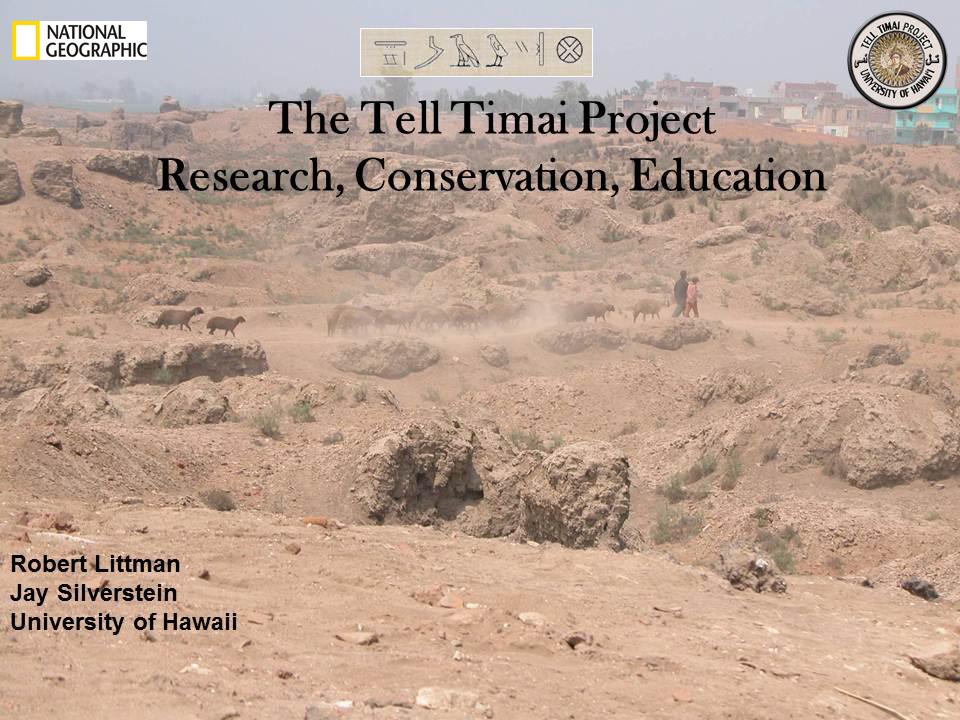 NATIONAL
GEOGRAPHIC
TELL TIMAI PROJECT
UNIVERSITY OF HAWAI'I
The Tell Timai Project
Research, Conservation, Education
Robert Littman
Jay Silverstein
University of Hawaii